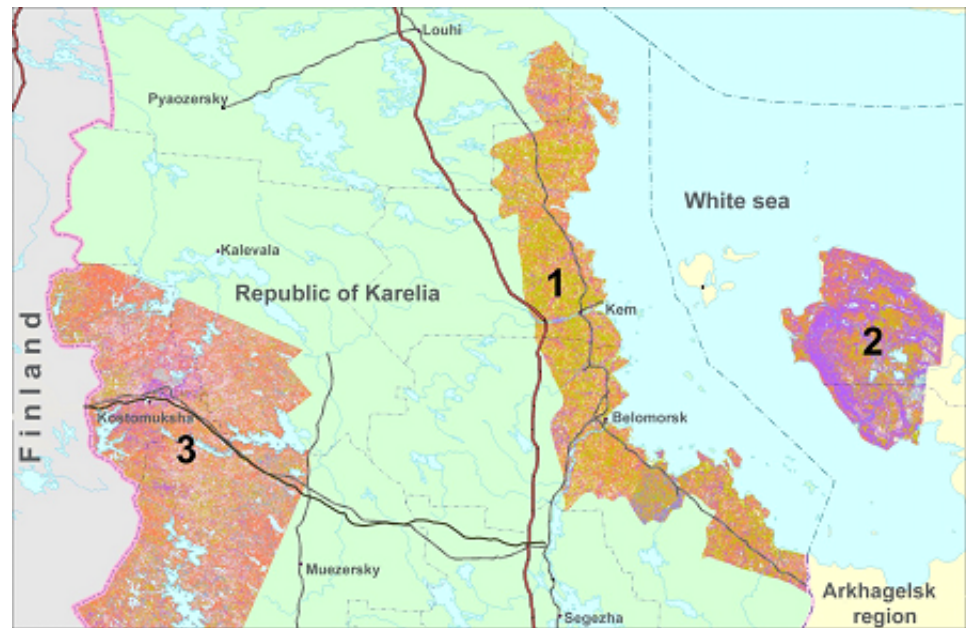 Louhi
Pyaozersky
White sea
Kalevala
1
Republic of Karelia
Kem
2
Finland
Kostomuksha
Belomorsk
3
Muezersky
Arkhagelsk
region
Segezha